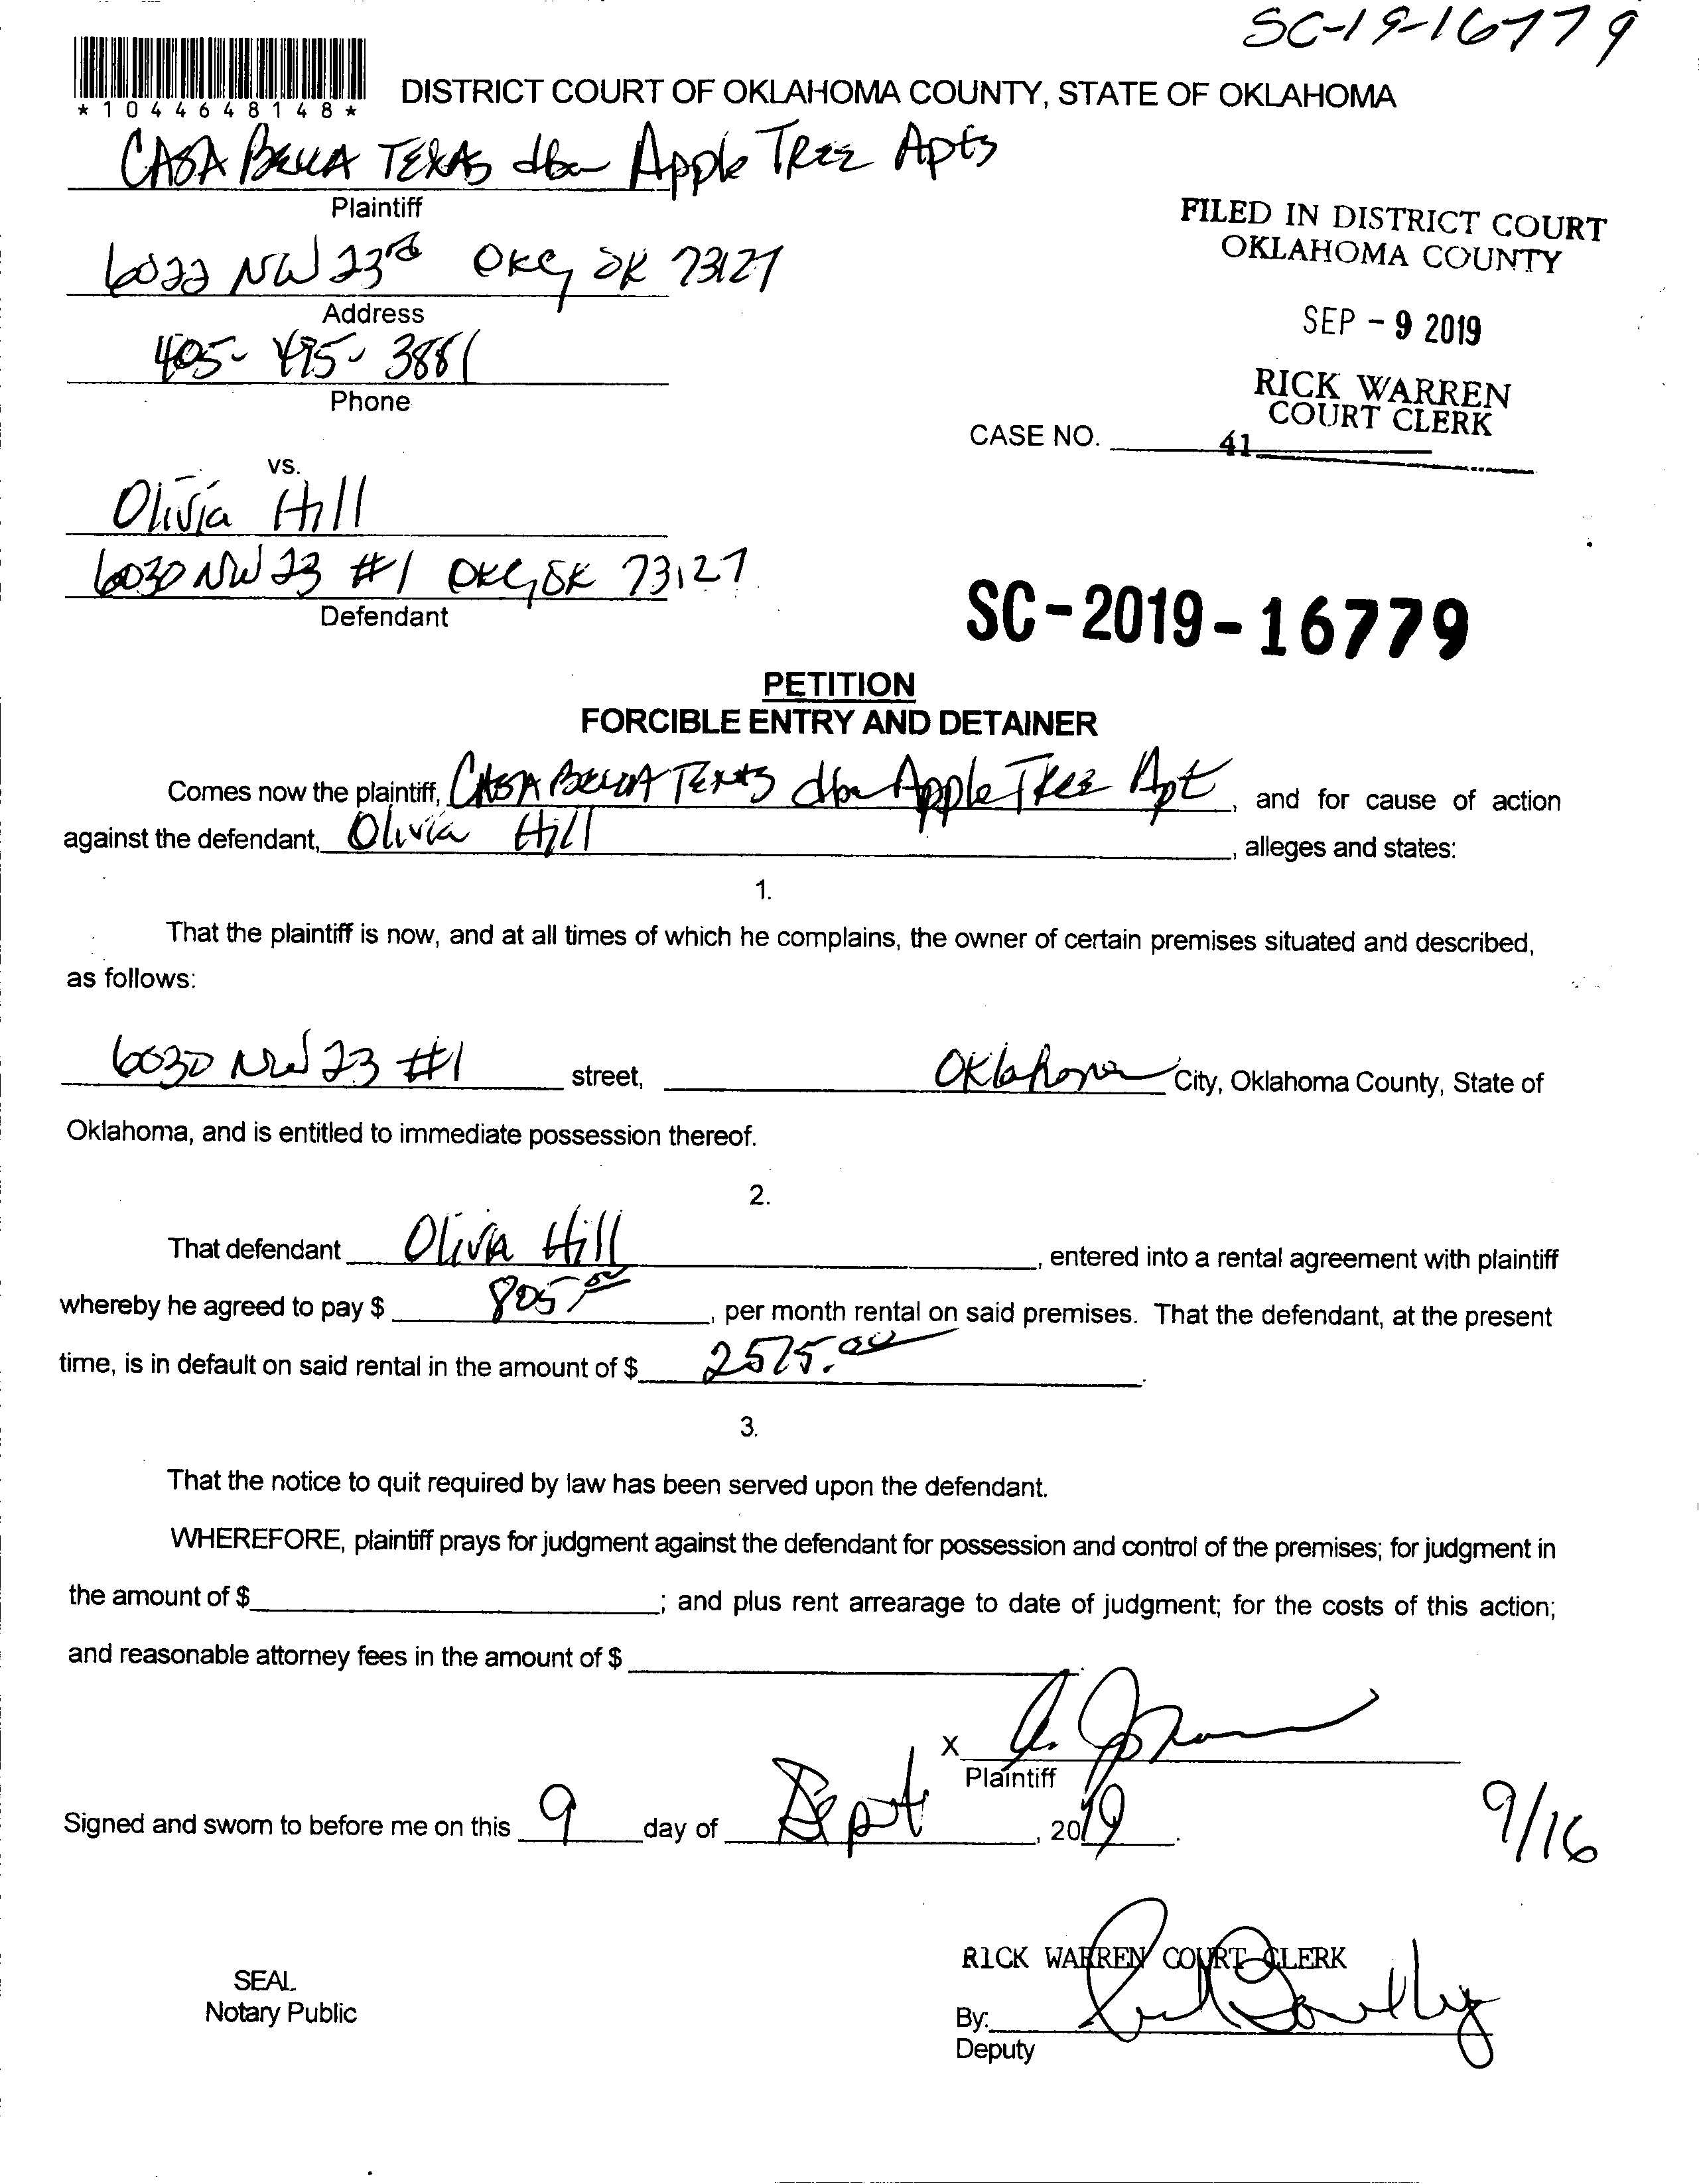 SC-19-16779
*1044648148*
DISTRICT COURT OF OKLAHOMA COUNTY, STATE OF OKLAHOMA
CASA BELLA TEXAS dba Apple Tree Apts
Plaintiff
FILED IN DISTRICT COURT
OKLAHOMA COUNTY
6022 NW 23rd OKC, OK 73127
Address
SEP - 9 2019
405-495-3881
Phone
RICK WARREN
COURT CLERK
CASE NO.
41
vs.
Olivia Hill
6030 NW 23 #1 OKC, OK 73127
Defendant
SC-2019-16779
PETITION
FORCIBLE ENTRY AND DETAINER
Comes now the plaintiff, CASA BELLA TEXAS dba Apple Tree Apt, and for cause of action
against the defendant, Olivia Hill, alleges and states:
1.
That the plaintiff is now, and at all times of which he complains, the owner of certain premises situated and described,
as follows:
6030 NW 23 #1 street, Oklahoma City, Oklahoma County, State of
Oklahoma, and is entitled to immediate possession thereof.
2.
That defendant Olivia Hill, entered into a rental agreement with plaintiff
whereby he agreed to pay $ 805.00, per month rental on said premises. That the defendant, at the present
time, is in default on said rental in the amount of $ 2575.00.
3.
That the notice to quit required by law has been served upon the defendant.
WHEREFORE, plaintiff prays for judgment against the defendant for possession and control of the premises; for judgment in
the amount of $ ; and plus rent arrearage to date of judgment; for the costs of this action;
and reasonable attorney fees in the amount of $ .
X
Plaintiff
Signed and sworn to before me on this 9 day of Sept, 2019.
9/16
RICK WARREN COURT CLERK
SEAL
Notary Public
By:
Deputy